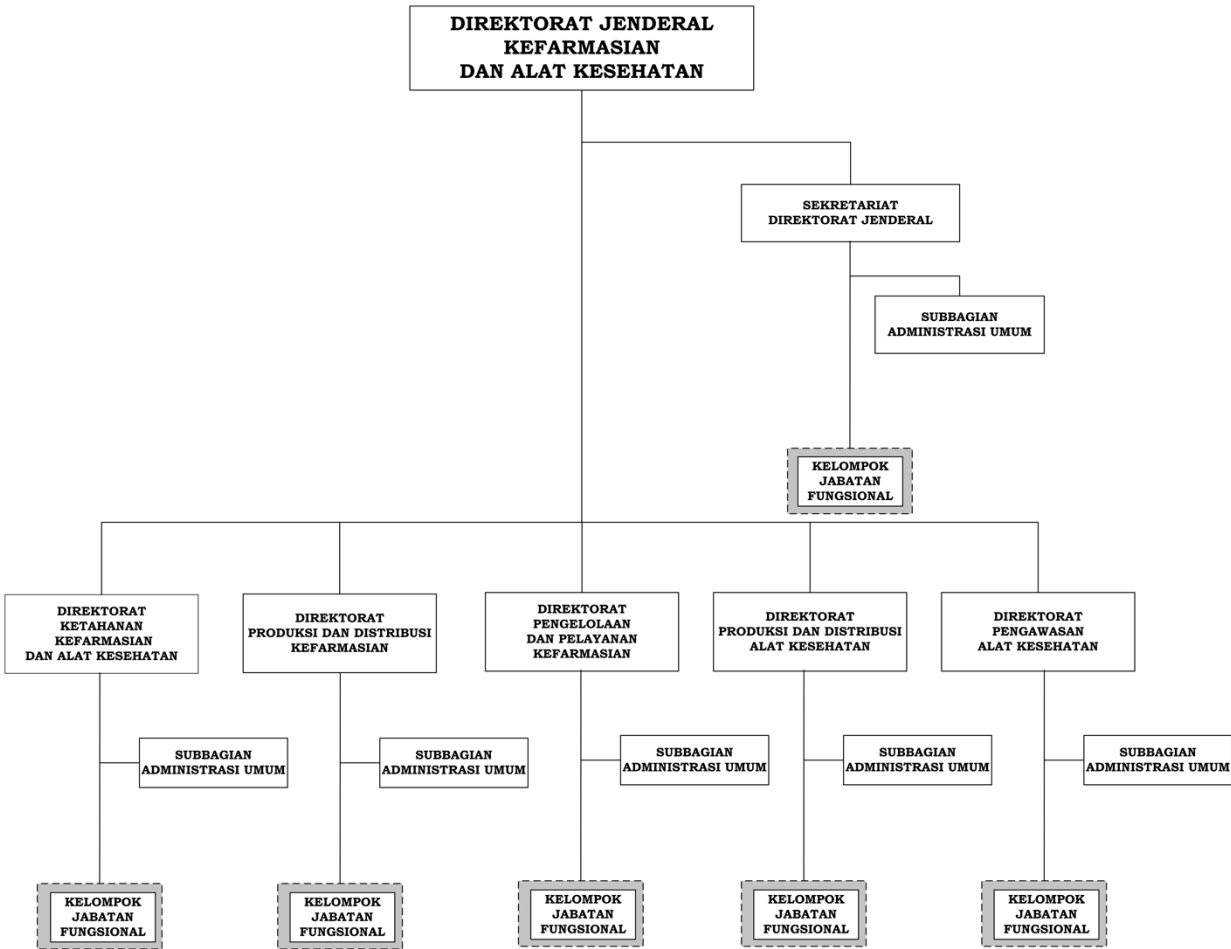 DIREKTORAT JENDERAL
KEFARMASIAN
DAN ALAT KESEHATAN
SEKRETARIAT
DIREKTORAT JENDERAL
SUBBAGIAN
ADMINISTRASI UMUM
KELOMPOK
JABATAN
FUNGSIONAL
DIREKTORAT
KETAHANAN
KEFARMASIAN
DAN ALAT KESEHATAN
DIREKTORAT
PRODUKSI DAN DISTRIBUSI
KEFARMASIAN
DIREKTORAT
PENGELOLAAN
DAN PELAYANAN
KEFARMASIAN
DIREKTORAT
PRODUKSI DAN DISTRIBUSI
ALAT KESEHATAN
DIREKTORAT
PENGAWASAN
ALAT KESEHATAN
SUBBAGIAN
ADMINISTRASI UMUM
SUBBAGIAN
ADMINISTRASI UMUM
SUBBAGIAN
ADMINISTRASI UMUM
SUBBAGIAN
ADMINISTRASI UMUM
SUBBAGIAN
ADMINISTRASI UMUM
KELOMPOK
JABATAN
FUNGSIONAL
KELOMPOK
JABATAN
FUNGSIONAL
KELOMPOK
JABATAN
FUNGSIONAL
KELOMPOK
JABATAN
FUNGSIONAL
KELOMPOK
JABATAN
FUNGSIONAL